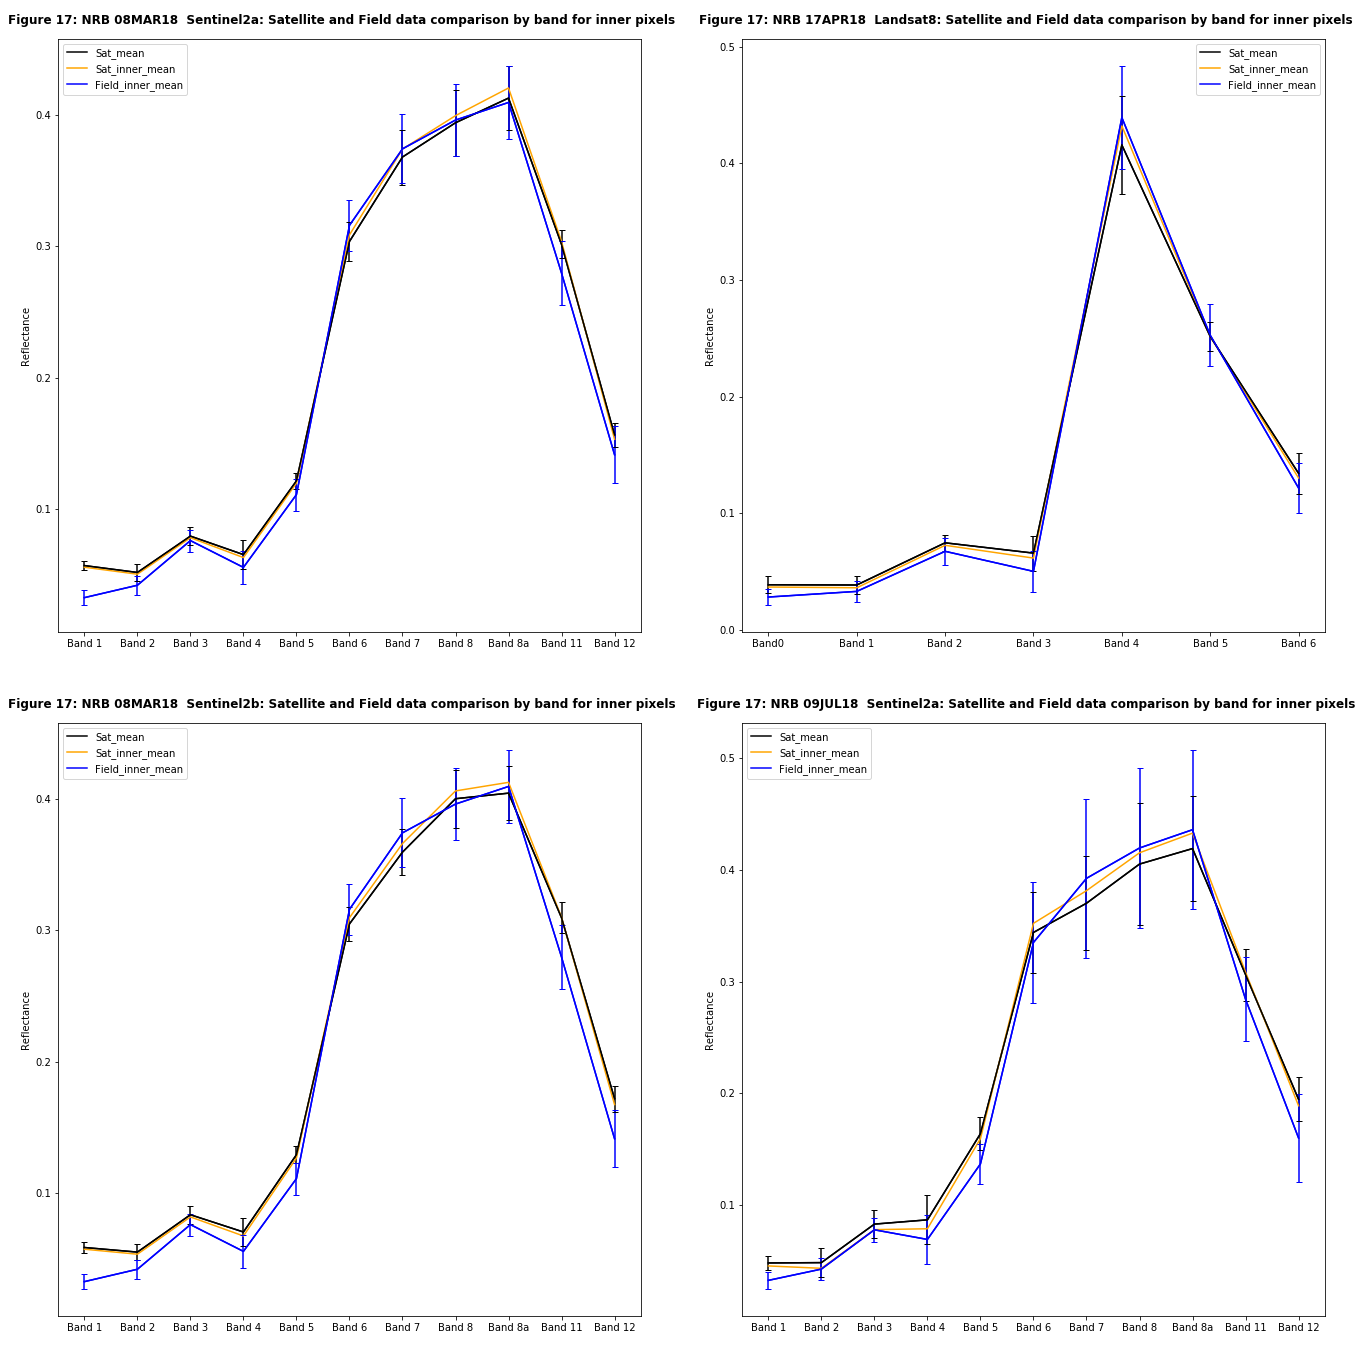 Figure 17: NRB 08MAR18  Sentinel2a: Satellite and Field data comparison by band for inner pixels
Sat_mean
Sat_inner_mean
Field_inner_mean
Reflectance
0.4
0.3
0.2
0.1
Band 1 Band 2 Band 3 Band 4 Band 5 Band 6 Band 7 Band 8 Band 8a Band 11 Band 12
Figure 17: NRB 17APR18  Landsat8: Satellite and Field data comparison by band for inner pixels
Sat_mean
Sat_inner_mean
Field_inner_mean
Reflectance
0.5
0.4
0.3
0.2
0.1
0.0
Band0 Band 1 Band 2 Band 3 Band 4 Band 5 Band 6
Figure 17: NRB 08MAR18  Sentinel2b: Satellite and Field data comparison by band for inner pixels
Sat_mean
Sat_inner_mean
Field_inner_mean
Reflectance
0.4
0.3
0.2
0.1
Band 1 Band 2 Band 3 Band 4 Band 5 Band 6 Band 7 Band 8 Band 8a Band 11 Band 12
Figure 17: NRB 09JUL18  Sentinel2a: Satellite and Field data comparison by band for inner pixels
Sat_mean
Sat_inner_mean
Field_inner_mean
Reflectance
0.5
0.4
0.3
0.2
0.1
Band 1 Band 2 Band 3 Band 4 Band 5 Band 6 Band 7 Band 8 Band 8a Band 11 Band 12